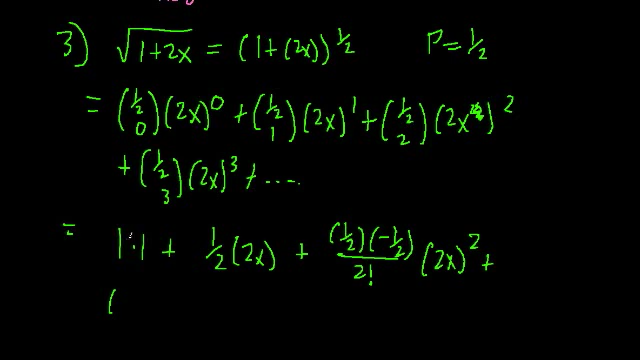 3) √(1+2x) = (1+(2x))^½ P=½
= (½ 0)(2x)^0 + (½ 1)(2x)^1 + (½ 2)(2x)^2
+ (½ 3)(2x)^3 + ....
= 1·1 + ½(2x) + (½)(-½)/2! (2x)^2 +
(